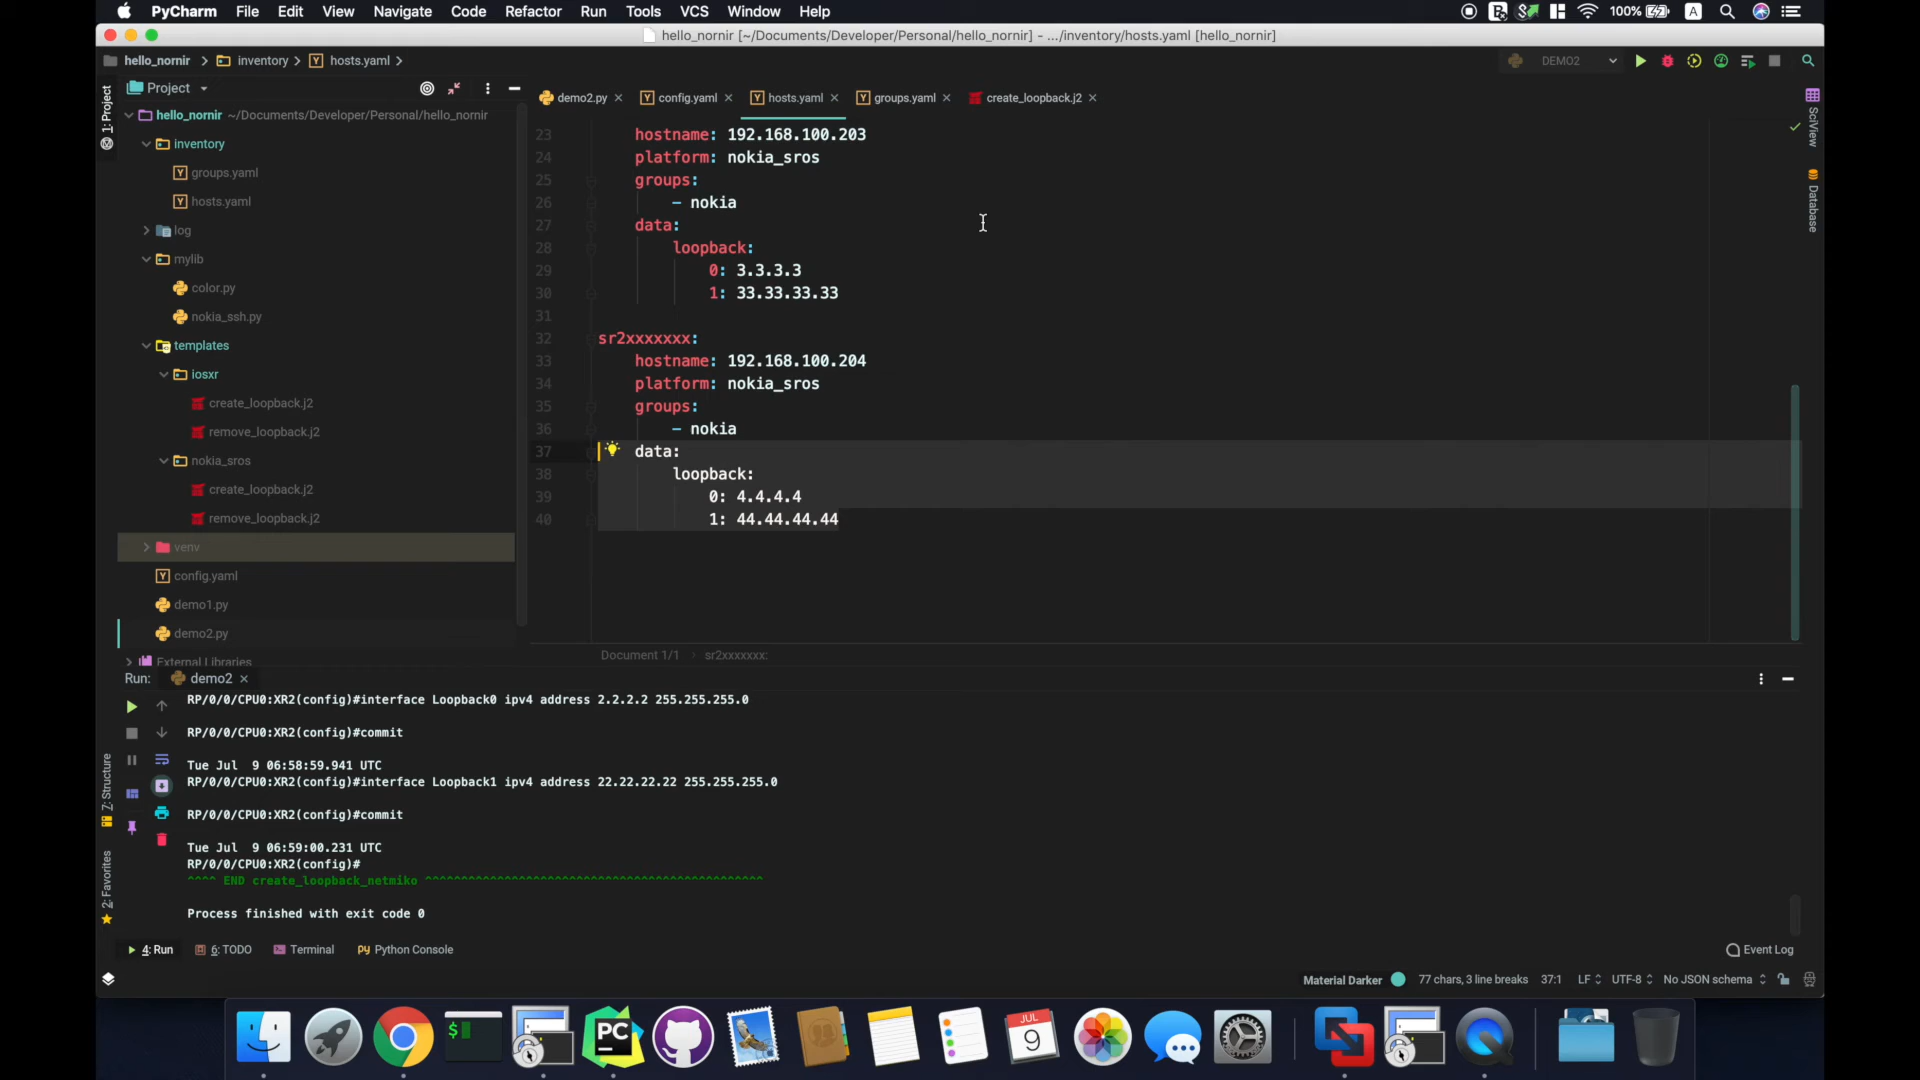 PyCharm File Edit View Navigate Code Refactor Run Tools VCS Window Help 100% A
hello_nornir [~/Documents/Developer/Personal/hello_nornir] - .../inventory/hosts.yaml [hello_nornir]
hello_nornir inventory hosts.yaml DEMO2
Project
demo2.py config.yaml hosts.yaml groups.yaml create_loopback.j2
1: Project
hello_nornir ~/Documents/Developer/Personal/hello_nornir
inventory
groups.yaml
hosts.yaml
log
mylib
color.py
nokia_ssh.py
templates
iosxr
create_loopback.j2
remove_loopback.j2
nokia_sros
create_loopback.j2
remove_loopback.j2
venv
config.yaml
demo1.py
demo2.py
External Libraries
23 hostname: 192.168.100.203
24 platform: nokia_sros
25 groups:
26 - nokia
27 data:
28 loopback:
29 0: 3.3.3.3
30 1: 33.33.33.33
31
32 sr2xxxxxxx:
33 hostname: 192.168.100.204
34 platform: nokia_sros
35 groups:
36 - nokia
37 data:
38 loopback:
39 0: 4.4.4.4
40 1: 44.44.44.44
Document 1/1 sr2xxxxxxx:
SciView
Database
Run: demo2
RP/0/0/CPU0:XR2(config)#interface Loopback0 ipv4 address 2.2.2.2 255.255.255.0
RP/0/0/CPU0:XR2(config)#commit
Tue Jul  9 06:58:59.941 UTC
RP/0/0/CPU0:XR2(config)#interface Loopback1 ipv4 address 22.22.22.22 255.255.255.0
RP/0/0/CPU0:XR2(config)#commit
Tue Jul  9 06:59:00.231 UTC
RP/0/0/CPU0:XR2(config)#
^^^^ END create_loopback_netmiko ^^^^^^^^^^^^^^^^^^^^^^^^^^^^^^^^^^^^^^^^^^^^^^^
Process finished with exit code 0
7: Structure
2: Favorites
4: Run 6: TODO Terminal Python Console Event Log
Material Darker 77 chars, 3 line breaks 37:1 LF UTF-8 No JSON schema
$
PC
JUL
9